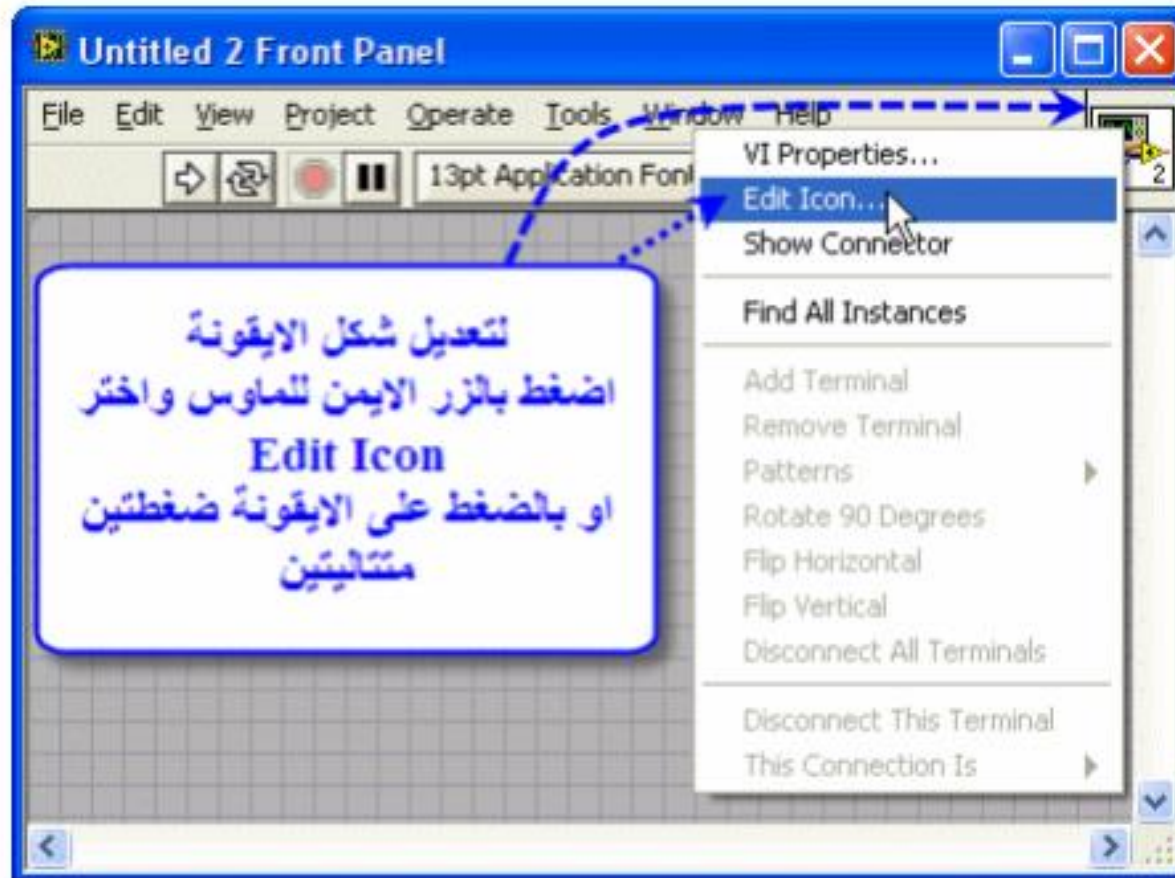 Untitled 2 Front Panel
File Edit View Project Operate Tools Window Help
13pt Application Font
2
VI Properties...
Edit Icon...
Show Connector
Find All Instances
Add Terminal
Remove Terminal
Patterns
Rotate 90 Degrees
Flip Horizontal
Flip Vertical
Disconnect All Terminals
Disconnect This Terminal
This Connection Is
لتعديل شكل الايقونة
اضغط بالزر الايمن للماوس واختر
Edit Icon
او بالضغط على الايقونة ضغطتين
متتاليتين